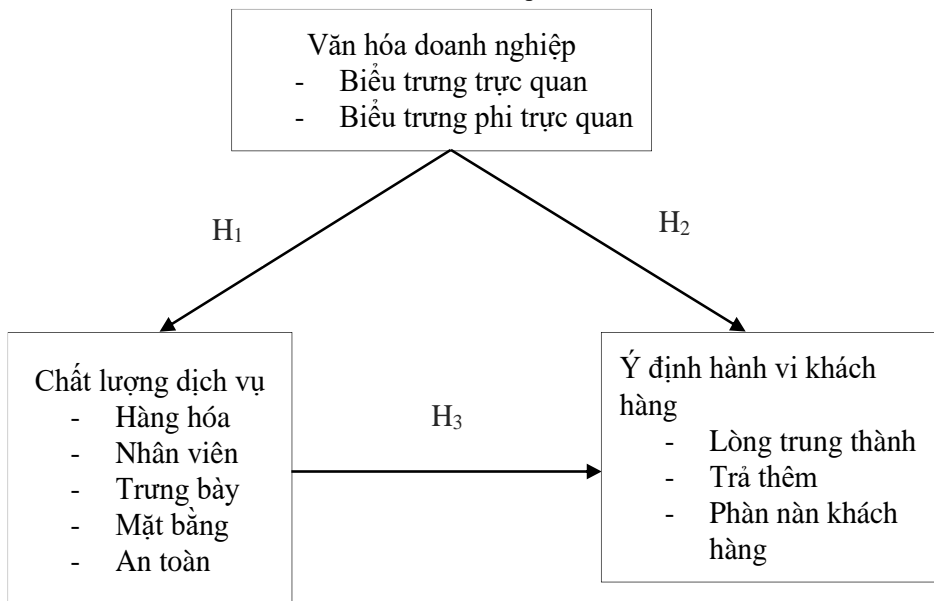 Văn hóa doanh nghiệp
- Biểu trưng trực quan
- Biểu trưng phi trực quan
H₁
H₂
Chất lượng dịch vụ
- Hàng hóa
- Nhân viên
- Trưng bày
- Mặt bằng
- An toàn
H₃
Ý định hành vi khách
hàng
- Lòng trung thành
- Trả thêm
- Phàn nàn khách
hàng